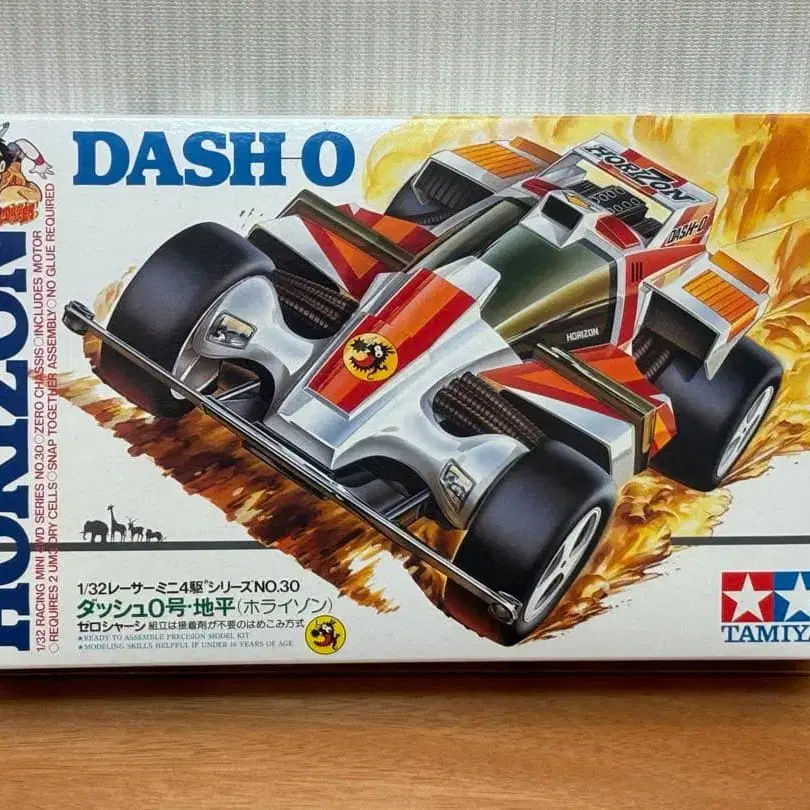 DASH-0
HORIZON
1/32 RACING MINI 4WD SERIES NO.30○ZERO CHASSIS○INCLUDES MOTOR
○REQUIRES 2 UM3 DRY CELLS○SNAP TOGETHER ASSEMBLY○NO GLUE REQUIRED
HORIZON
DASH-0
HORIZON
1/32レーサーミニ4駆シリーズNO.30
ダッシュ0号・地平(ホライゾン)
ゼロシャーシ 組立は接着剤が不要のはめこみ方式
★READY TO ASSEMBLE PRECISION MODEL KIT
★MODELING SKILLS HELPFUL IF UNDER 10 YEARS OF AGE
TAMIYA